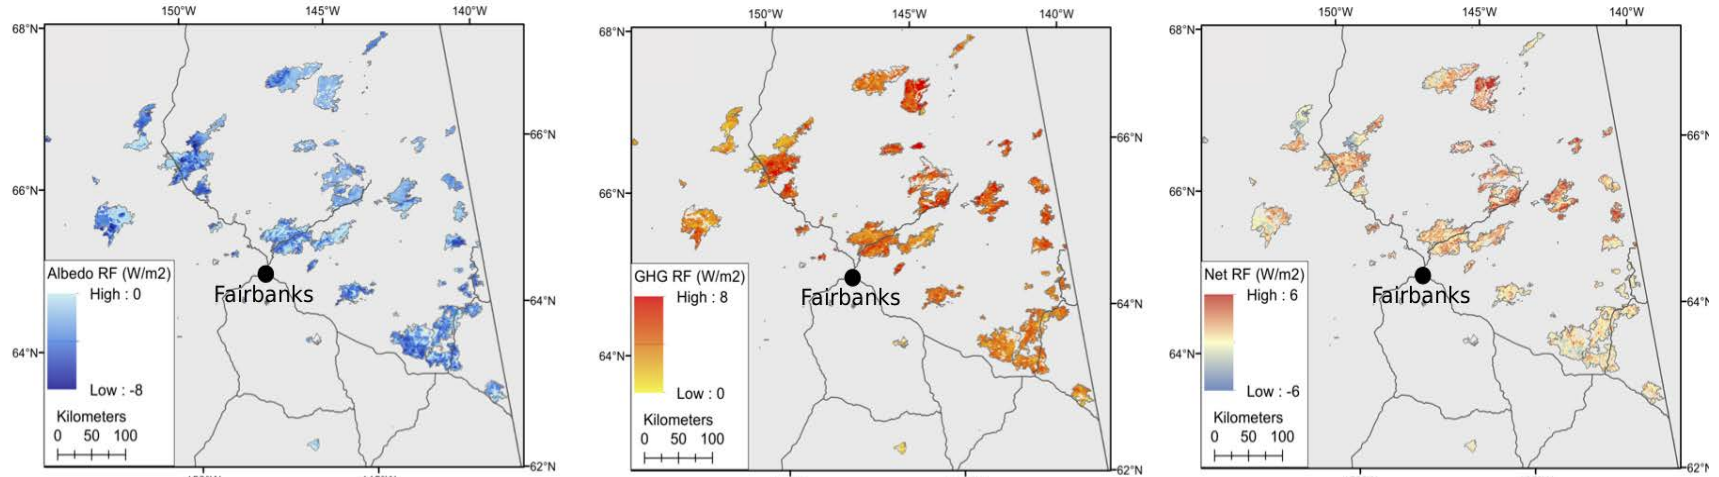 150°W 145°W 140°W
68°N
66°N
66°N
Albedo RF (W/m2)
High : 0
Low : -8
Fairbanks
64°N
64°N
Kilometers
0 50 100
62°N
150°W 145°W 140°W
68°N
66°N
66°N
GHG RF (W/m2)
High : 8
Low : 0
Fairbanks
64°N
64°N
Kilometers
0 50 100
62°N
150°W 145°W 140°W
68°N
66°N
66°N
Net RF (W/m2)
High : 6
Low : -6
Fairbanks
64°N
64°N
Kilometers
0 50 100
62°N